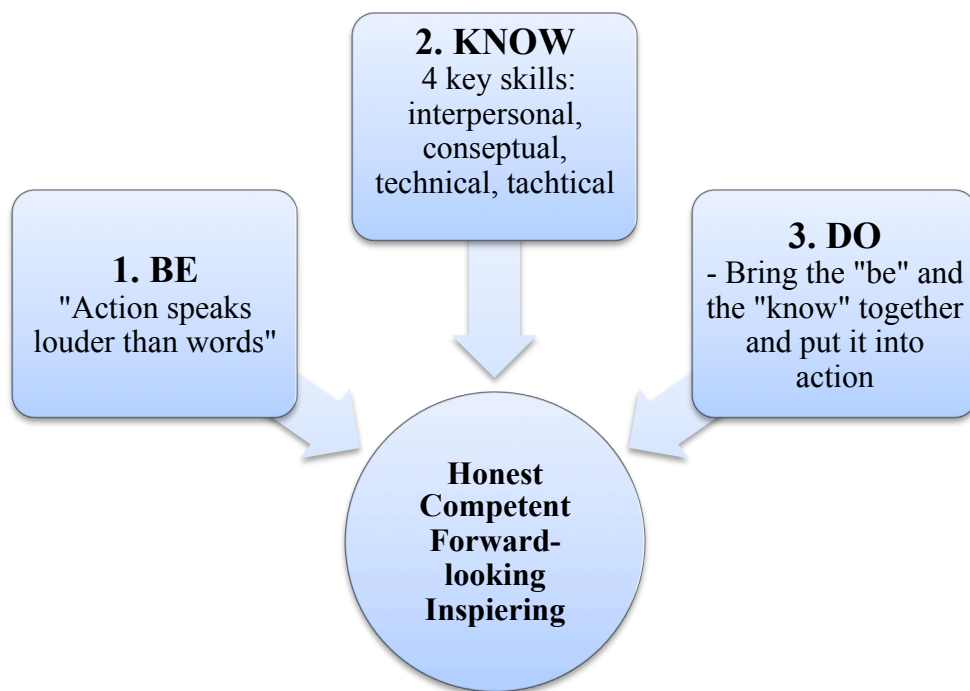 1. BE
"Action speaks
louder than words"
2. KNOW
4 key skills:
interpersonal,
conseptual,
technical, tachtical
3. DO
- Bring the "be" and
the "know" together
and put it into
action
Honest
Competent
Forward-
looking
Inspiering